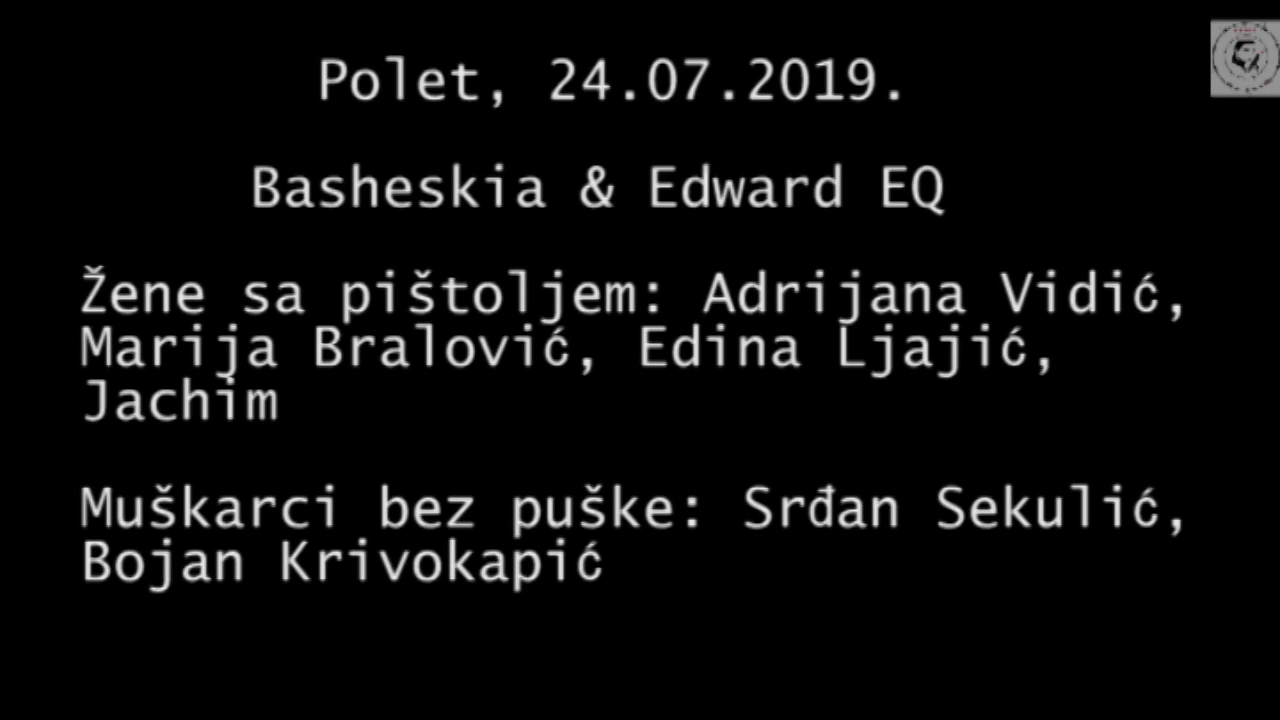 Polet, 24.07.2019.
Basheskia & Edward EQ
Žene sa pištoljem: Adrijana Vidić,
Marija Bralović, Edina Ljajić,
Jachim
Muškarci bez puške: Srđan Sekulić,
Bojan Krivokapić